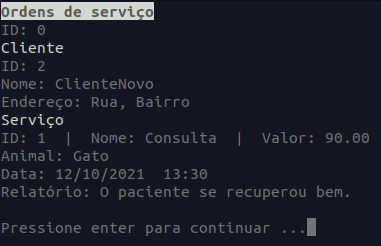 Ordens de serviço
ID: 0
Cliente
ID: 2
Nome: ClienteNovo
Endereço: Rua, Bairro
Serviço
ID: 1  |  Nome: Consulta  |  Valor: 90.00
Animal: Gato
Data: 12/10/2021  13:30
Relatório: O paciente se recuperou bem.
Pressione enter para continuar ...